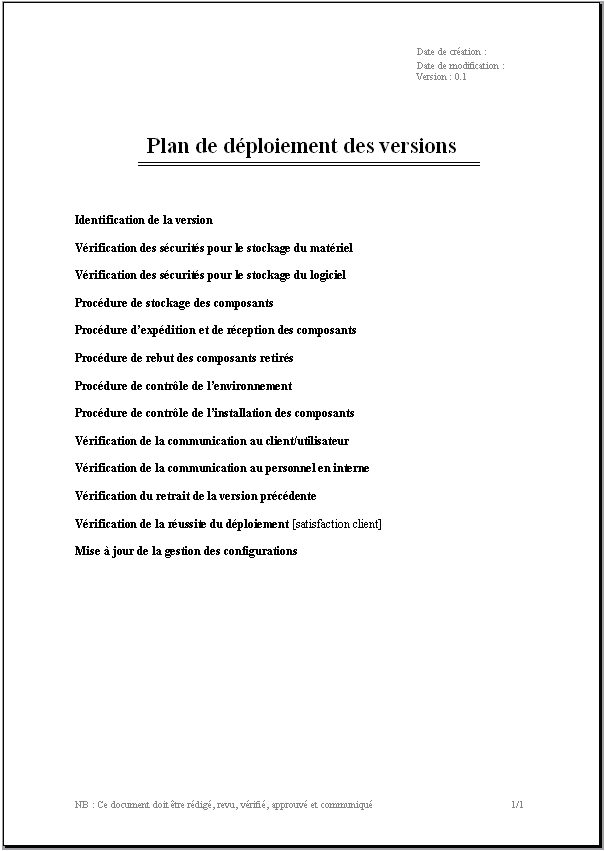 Date de création :
Date de modification :
Version : 0.1
Plan de déploiement des versions
Identification de la version
Vérification des sécurités pour le stockage du matériel
Vérification des sécurités pour le stockage du logiciel
Procédure de stockage des composants
Procédure d’expédition et de réception des composants
Procédure de rebut des composants retirés
Procédure de contrôle de l’environnement
Procédure de contrôle de l’installation des composants
Vérification de la communication au client/utilisateur
Vérification de la communication au personnel en interne
Vérification du retrait de la version précédente
Vérification de la réussite du déploiement [satisfaction client]
Mise à jour de la gestion des configurations
NB : Ce document doit être rédigé, revu, vérifié, approuvé et communiqué 1/1